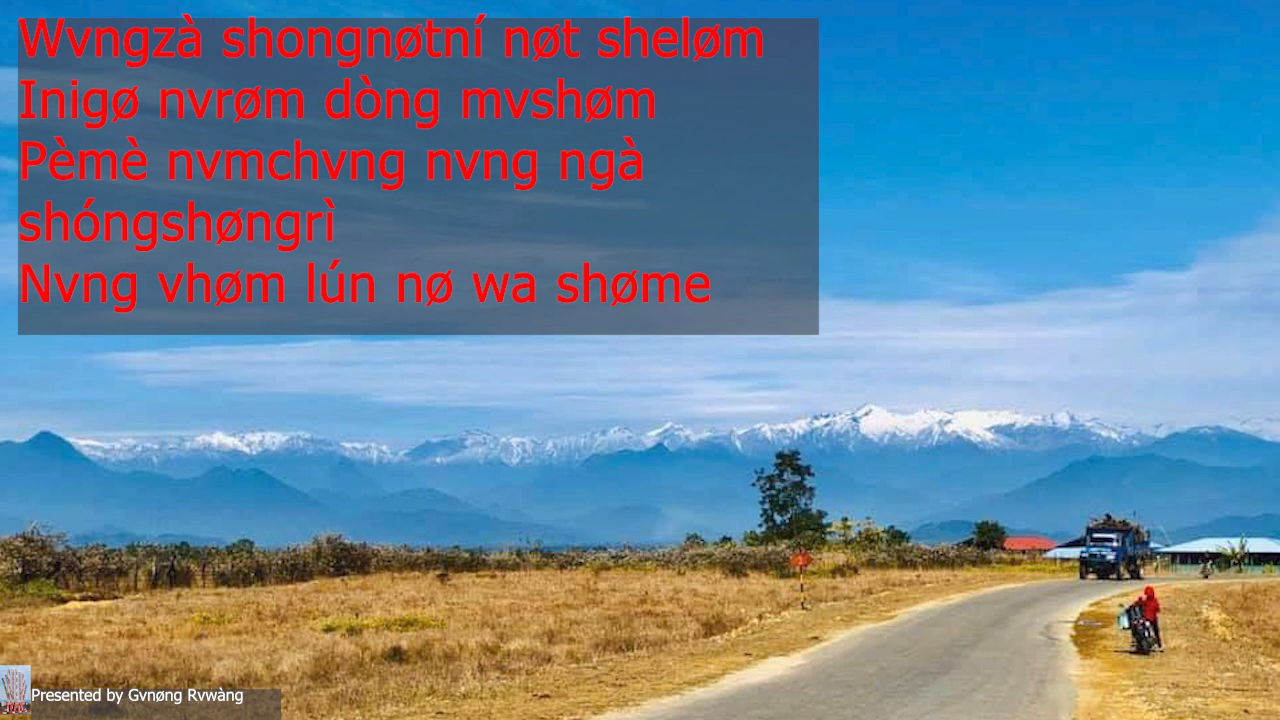 Wvngzà shongnøtní nøt sheløm
Inigø nvrøm dòng mvshøm
Pèmè nvmchvng nvng ngà
shóngshøngrì
Nvng vhøm lún nø wa shøme
Presented by Gvnøng Rvwàng